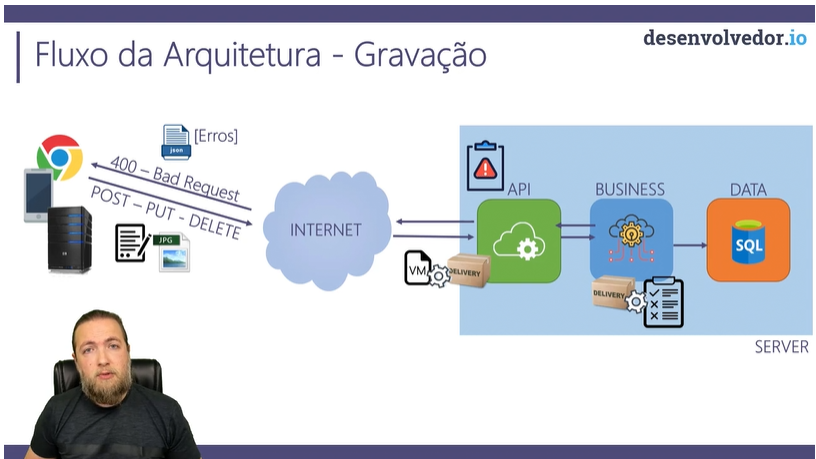 desenvolvedor.io
Fluxo da Arquitetura - Gravação
json
[Erros]
400 – Bad Request
POST – PUT - DELETE
JPG
INTERNET
API
BUSINESS
DATA
SQL
VM
DELIVERY
DELIVERY
SERVER